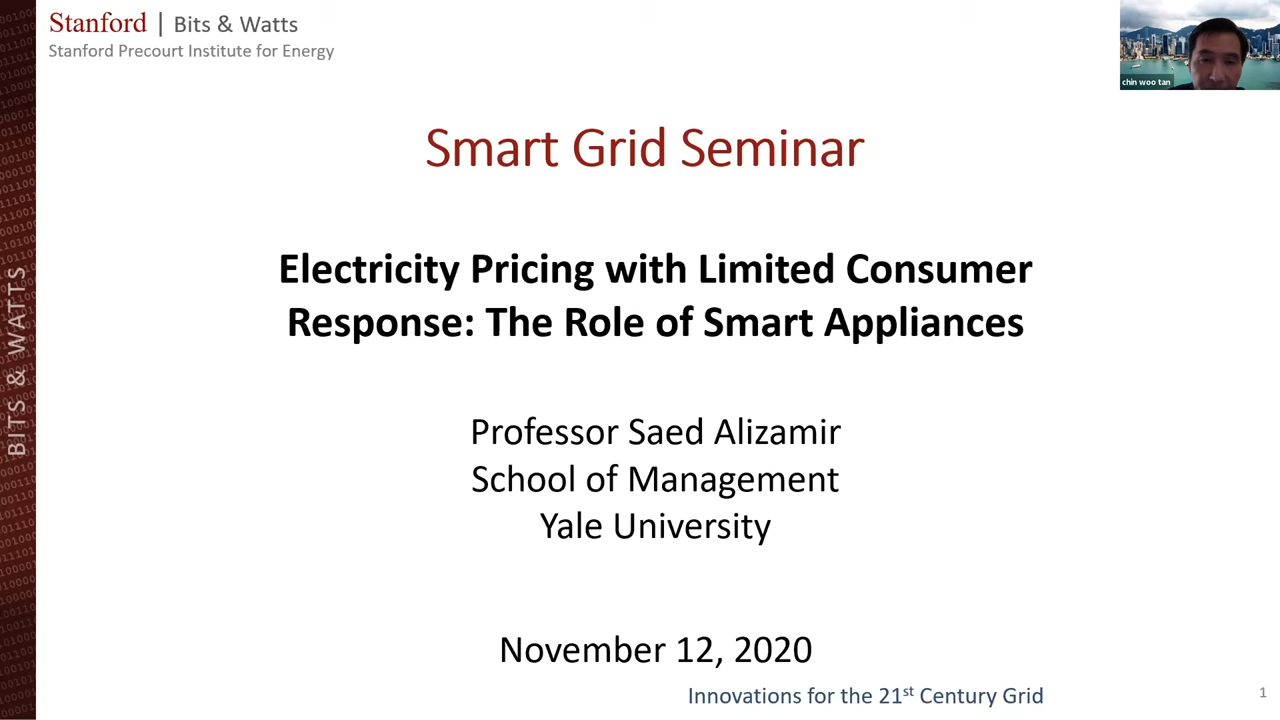 Stanford | Bits & Watts
Stanford Precourt Institute for Energy
chin woo tan
Smart Grid Seminar
Electricity Pricing with Limited Consumer
Response: The Role of Smart Appliances
Professor Saed Alizamir
School of Management
Yale University
November 12, 2020
Innovations for the 21st Century Grid
1
BITS & WATTS